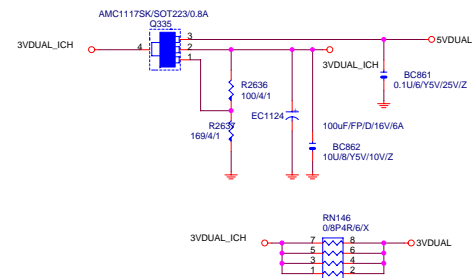 AMC1117SK/SOT223/0.8A
Q335
3VDUAL_ICH
4
3
2
1
5VDUAL
3VDUAL_ICH
BC861
0.1U/6/Y5V/25V/Z
R2636
100/4/1
EC1124
100uF/FP/D/16V/6A
R2637
169/4/1
BC862
10U/8/Y5V/10V/Z
RN146
0/8P4R/6/X
3VDUAL_ICH
7 8
3VDUAL
5 6
3 4
1 2